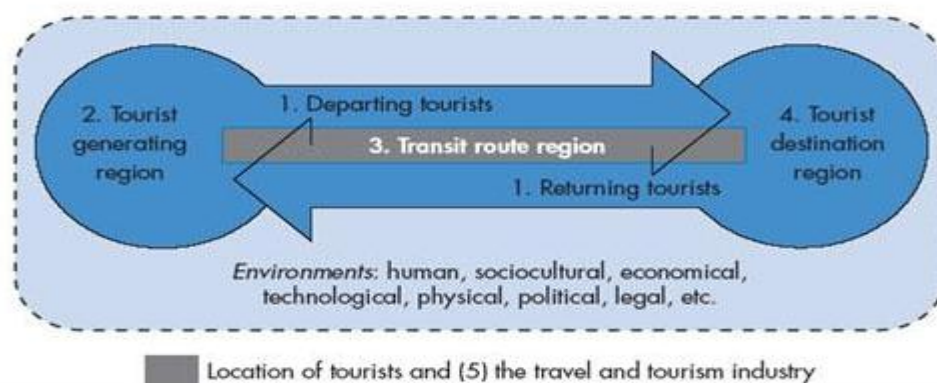 1. Departing tourists
2. Tourist
generating
region
3. Transit route region
4. Tourist
destination
region
1. Returning tourists
Environments: human, sociocultural, economical,
technological, physical, political, legal, etc.
Location of tourists and (5) the travel and tourism industry